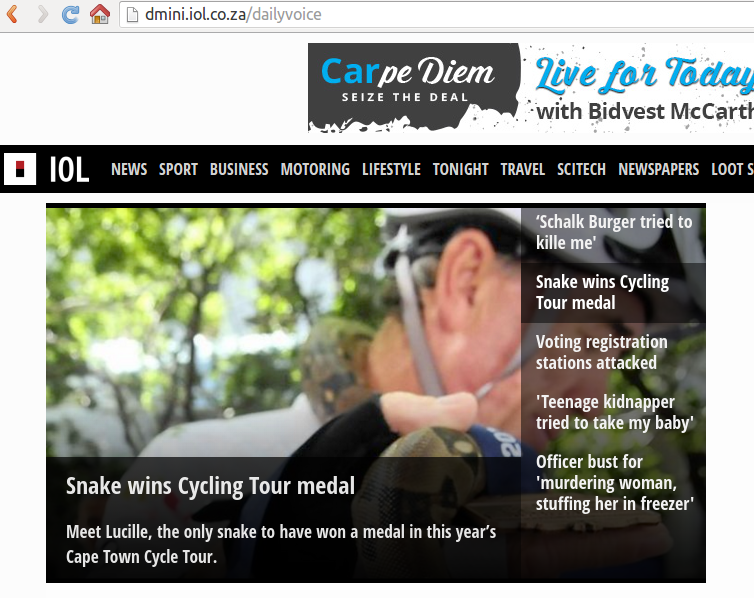 dmini.iol.co.za/dailyvoice
Carpe Diem
SEIZE THE DEAL
Live for Today
with Bidvest McCarth
IOL
NEWS SPORT BUSINESS MOTORING LIFESTYLE TONIGHT TRAVEL SCITECH NEWSPAPERS LOOT S
‘Schalk Burger tried to
kille me'
Snake wins Cycling
Tour medal
Voting registration
stations attacked
'Teenage kidnapper
tried to take my baby'
Officer bust for
'murdering woman,
stuffing her in freezer'
Snake wins Cycling Tour medal
Meet Lucille, the only snake to have won a medal in this year’s
Cape Town Cycle Tour.